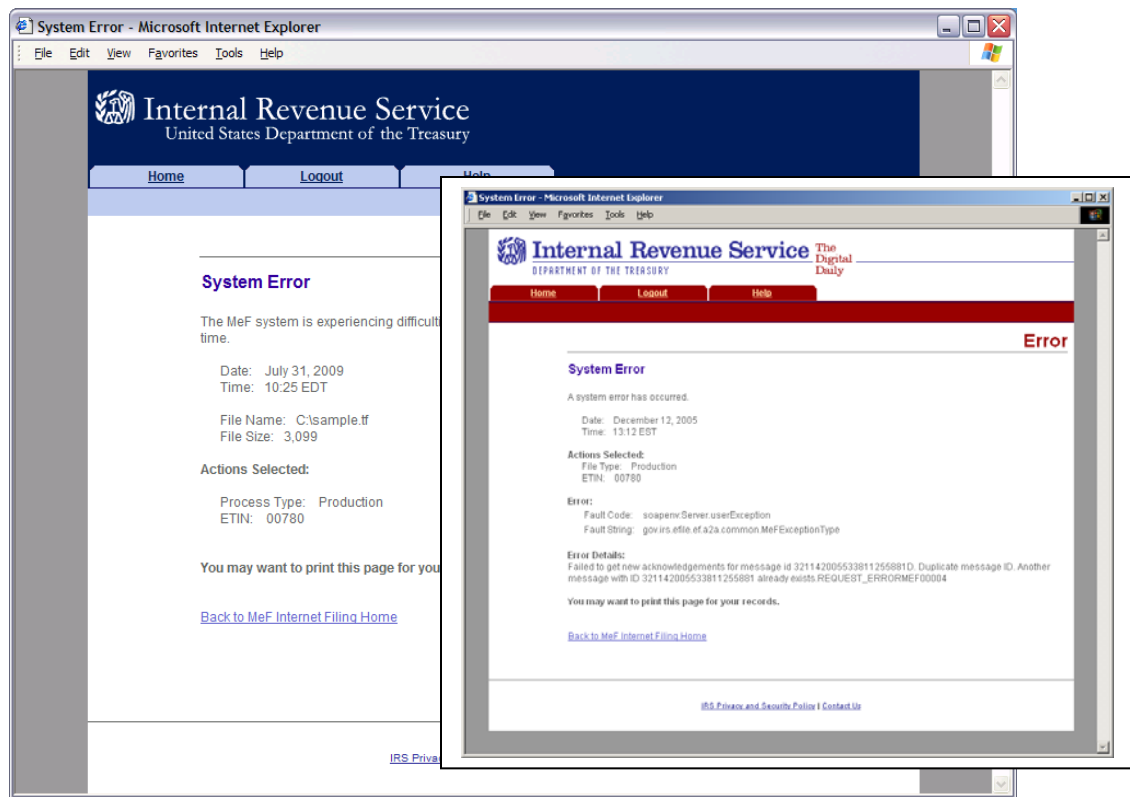 System Error - Microsoft Internet Explorer
File Edit View Favorites Tools Help
Internal Revenue Service
United States Department of the Treasury
Home Logout Help
System Error
The MeF system is experiencing
time.
Date: July 31, 2009
Time: 10:25 EDT
File Name: C:\sample.tf
File Size: 3,099
Actions Selected:
Process Type: Production
ETIN: 00780
You may want to print this page for you
Back to MeF Internet Filing Home
IRS
System Error - Microsoft Internet Explorer
File Edit View Favorites Tools Help
Internal Revenue Service The Digital Daily
DEPARTMENT OF THE TREASURY
Home Logout Help
Error
System Error
A system error has occurred.
Date: December 12, 2005
Time: 13:12 EST
Actions Selected:
File Type: Production
ETIN: 00780
Error:
Fault Code: soapenv:Server.userException
Fault String: gov.irs.efile.ef.a2a.common.MeFExceptionType
Error Details:
Failed to get new acknowledgements for message id 321142005533811255881D. Duplicate message ID. Another
message with ID 321142005533811255881 already exists.REQUEST_ERRORMEF00004
You may want to print this page for your records.
Back to MeF Internet Filing Home
IRS Privacy and Security Policy | Contact Us